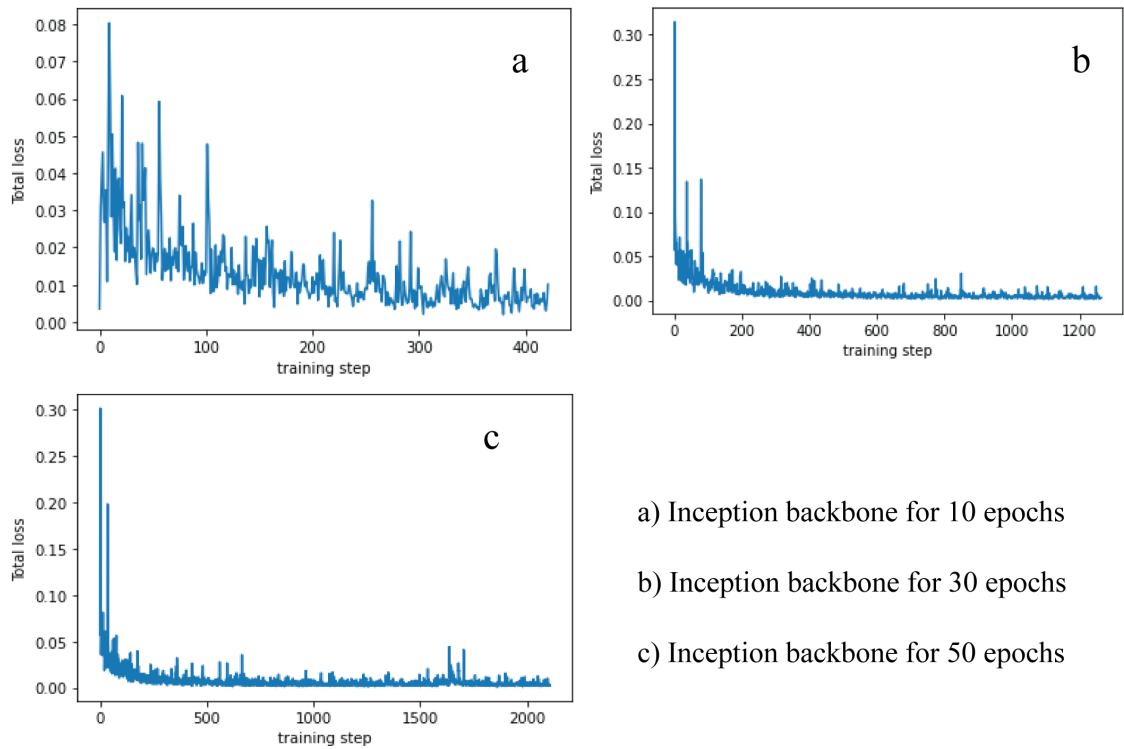 a
0.08
0.07
0.06
0.05
0.04
0.03
0.02
0.01
0.00
Total loss
0 100 200 300 400
training step
b
0.30
0.25
0.20
0.15
0.10
0.05
0.00
Total loss
0 200 400 600 800 1000 1200
training step
c
0.30
0.25
0.20
0.15
0.10
0.05
0.00
Total loss
0 500 1000 1500 2000
training step
a) Inception backbone for 10 epochs
b) Inception backbone for 30 epochs
c) Inception backbone for 50 epochs